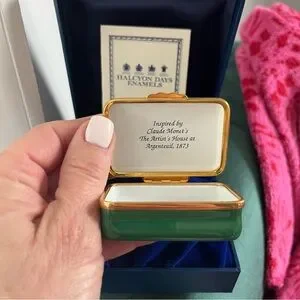 HALCYON DAYS
ENAMELS
Inspired by
Claude Monet's
The Artist's House at
Argenteuil, 1873